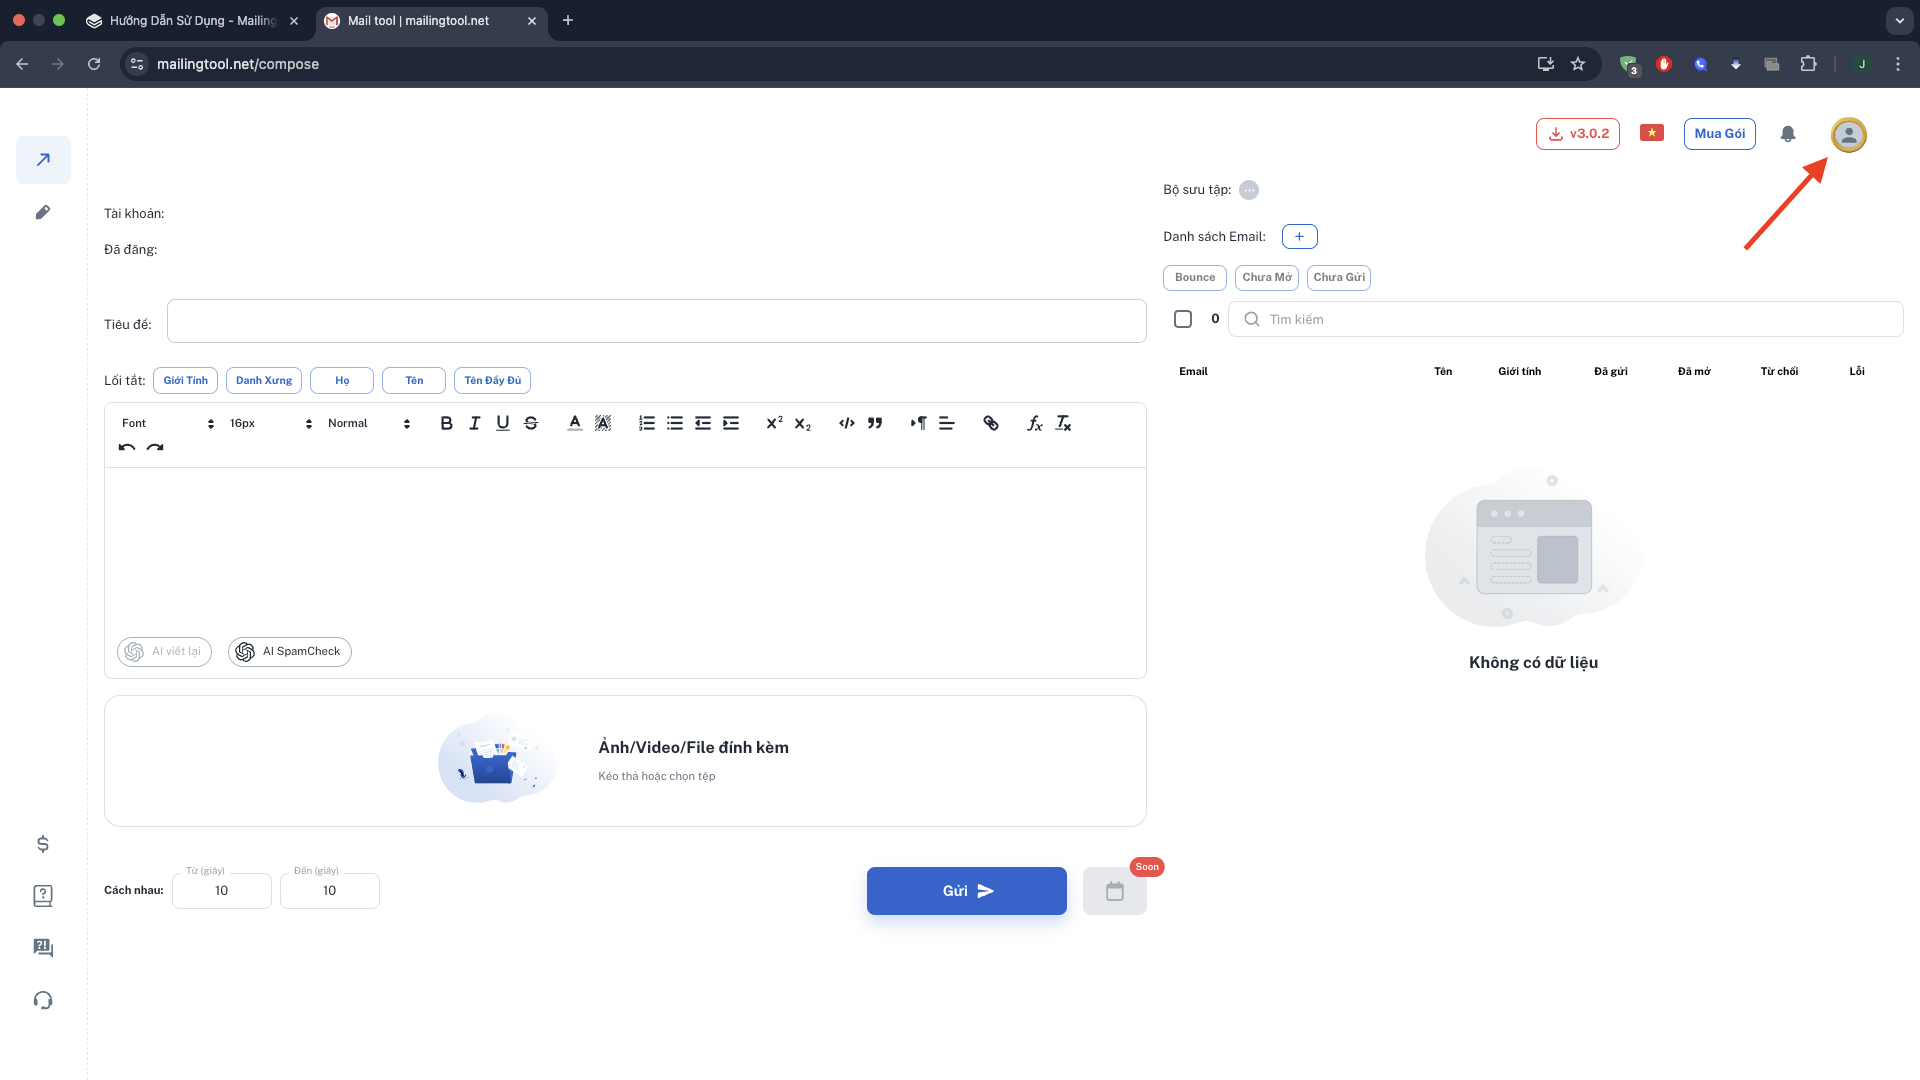 Hướng Dẫn Sử Dụng - Mailing
Mail tool | mailingtool.net
mailingtool.net/compose
3
J
v3.0.2
Mua Gói
Tài khoản:
Đã đăng:
Tiêu đề:
Lối tắt:
Giới Tính
Danh Xưng
Họ
Tên
Tên Đầy Đủ
Font
16px
Normal
AI viết lại
AI SpamCheck
Ảnh/Video/File đính kèm
Kéo thả hoặc chọn tệp
Cách nhau:
Từ (giây)
10
Đến (giây)
10
Gửi
Soon
Bộ sưu tập:
Danh sách Email:
+
Bounce
Chưa Mở
Chưa Gửi
0
Tìm kiếm
Email
Tên
Giới tính
Đã gửi
Đã mở
Từ chối
Lỗi
Không có dữ liệu